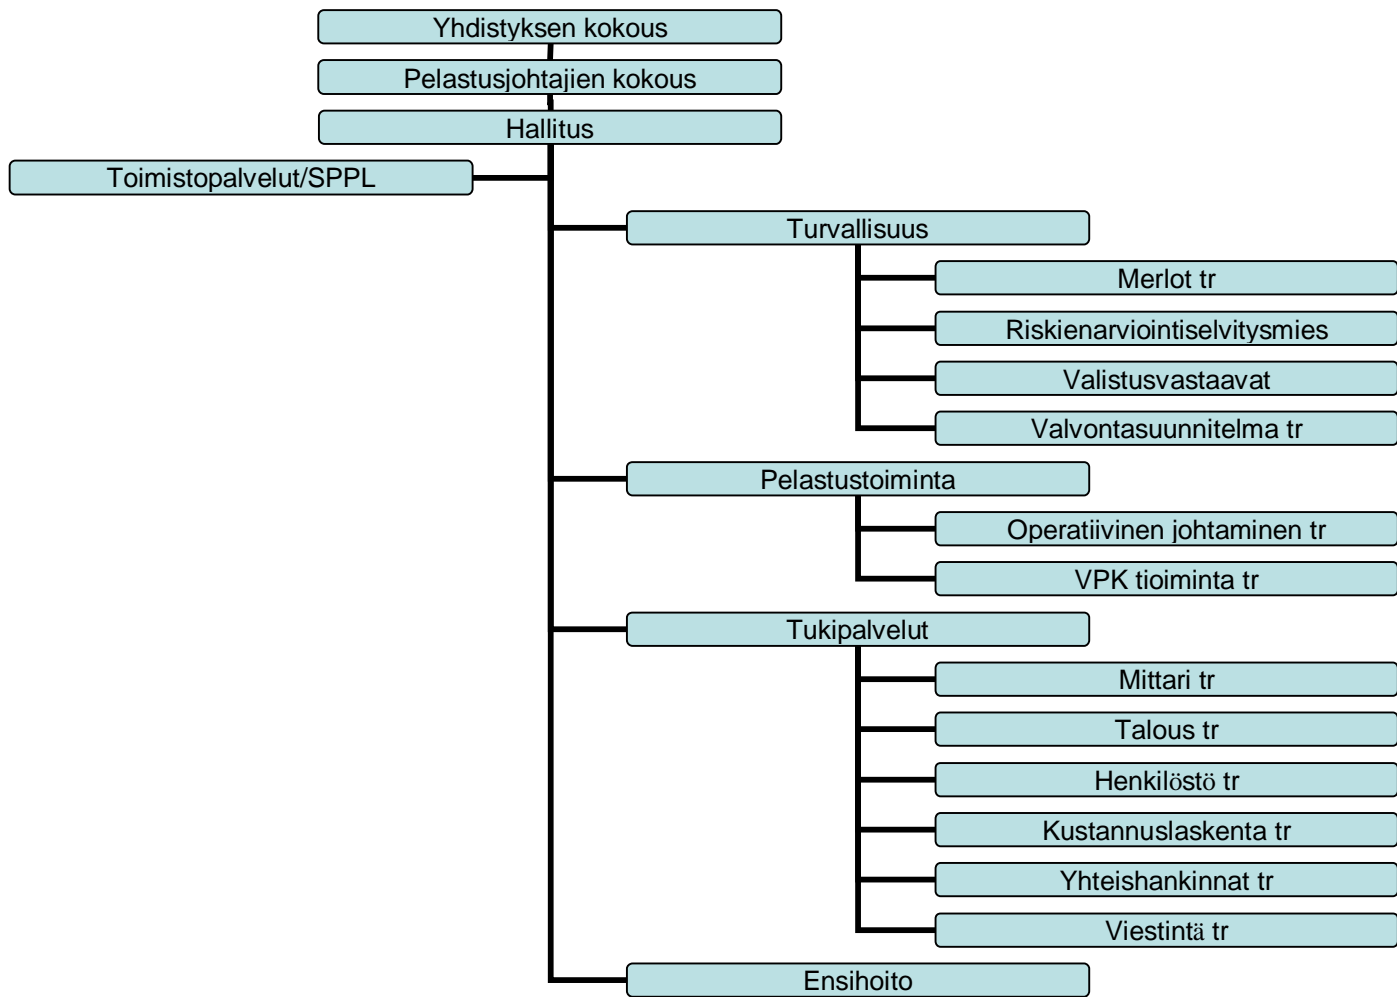 Yhdistyksen kokous
Pelastusjohtajien kokous
Hallitus
Toimistopalvelut/SPPL
Turvallisuus
Merlot tr
Riskienarviointiselvitysmies
Valistusvastaavat
Valvontasuunnitelma tr
Pelastustoiminta
Operatiivinen johtaminen tr
VPK tioiminta tr
Tukipalvelut
Mittari tr
Talous tr
Henkilöstö tr
Kustannuslaskenta tr
Yhteishankinnat tr
Viestintä tr
Ensihoito